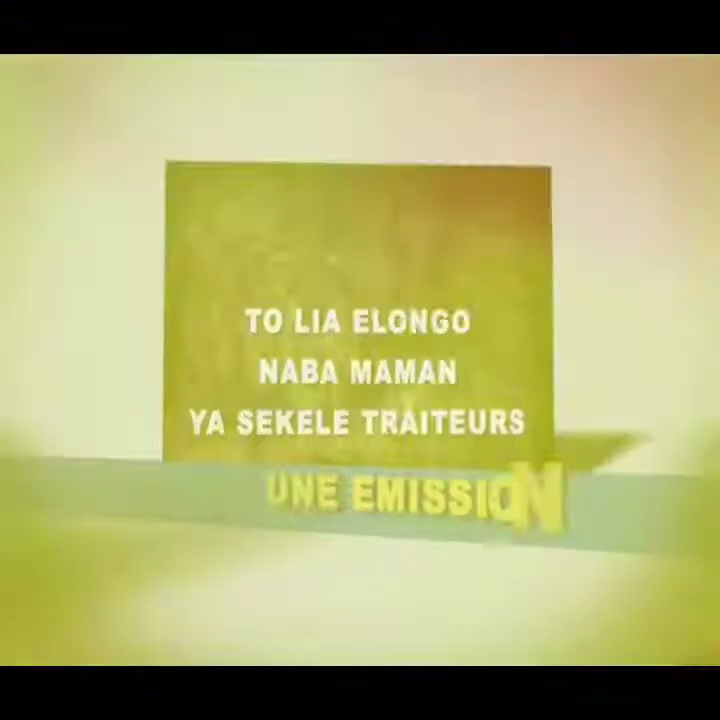 TO LIA ELONGO
NABA MAMAN
YA SEKELE TRAITEURS
UNE EMISSION